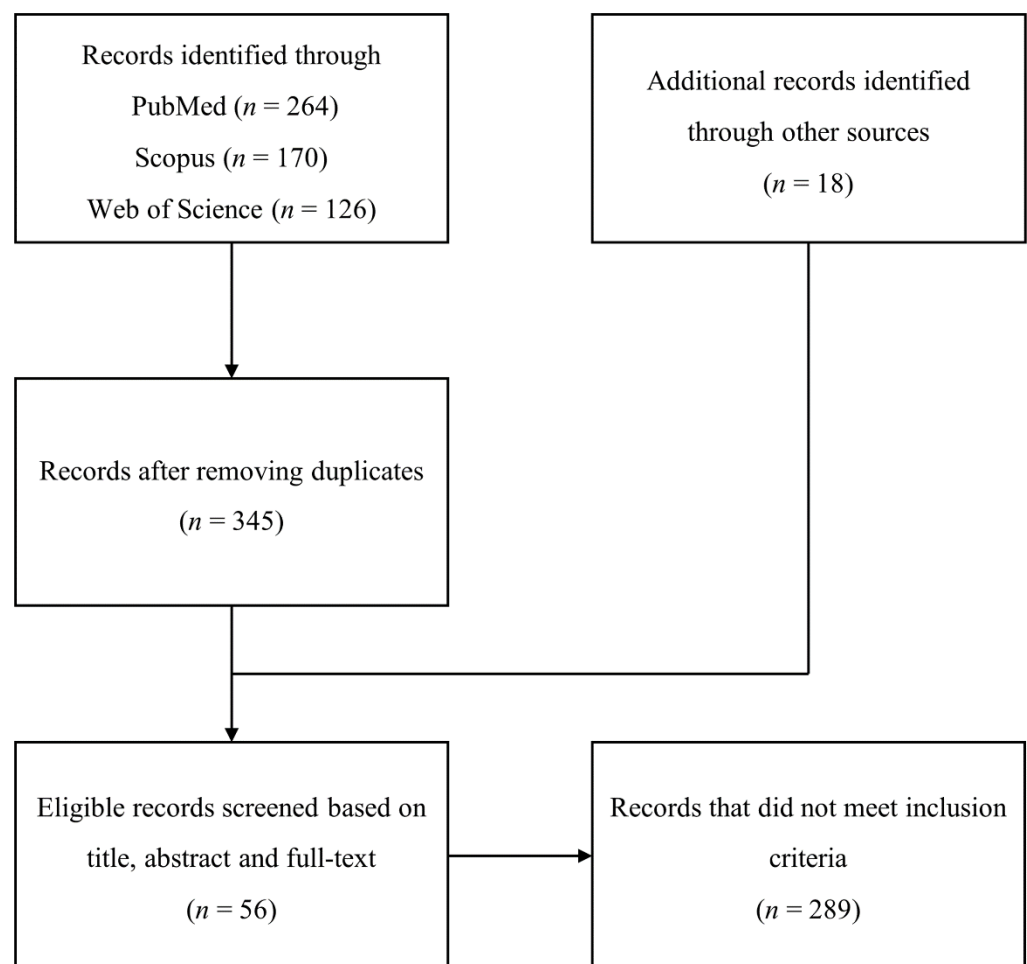 Records identified through
PubMed (n = 264)
Scopus (n = 170)
Web of Science (n = 126)
Additional records identified
through other sources
(n = 18)
Records after removing duplicates
(n = 345)
Eligible records screened based on
title, abstract and full-text
(n = 56)
Records that did not meet inclusion
criteria
(n = 289)